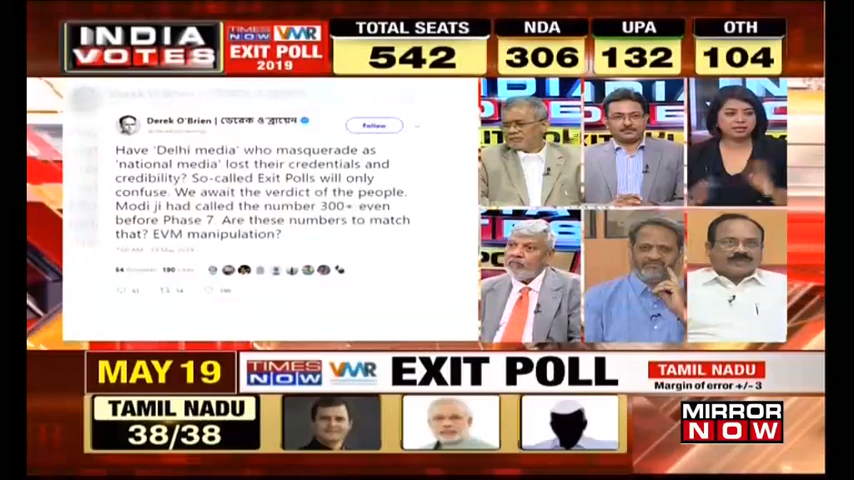 INDIA VOTES
TIMES NOW VMR
EXIT POLL
2019
TOTAL SEATS
542
NDA
306
UPA
132
OTH
104
Derek O'Brien | ডেরেক ও'ব্রায়েন
Follow
Have 'Delhi media' who masquerade as
'national media' lost their credentials and
credibility? So-called Exit Polls will only
confuse. We await the verdict of the people.
Modi ji had called the number 300+ even
before Phase 7. Are these numbers to match
that? EVM manipulation?
MAY 19
TIMES NOW
VMR
EXIT POLL
TAMIL NADU
Margin of error +/- 3
TAMIL NADU
38/38
MIRROR
NOW